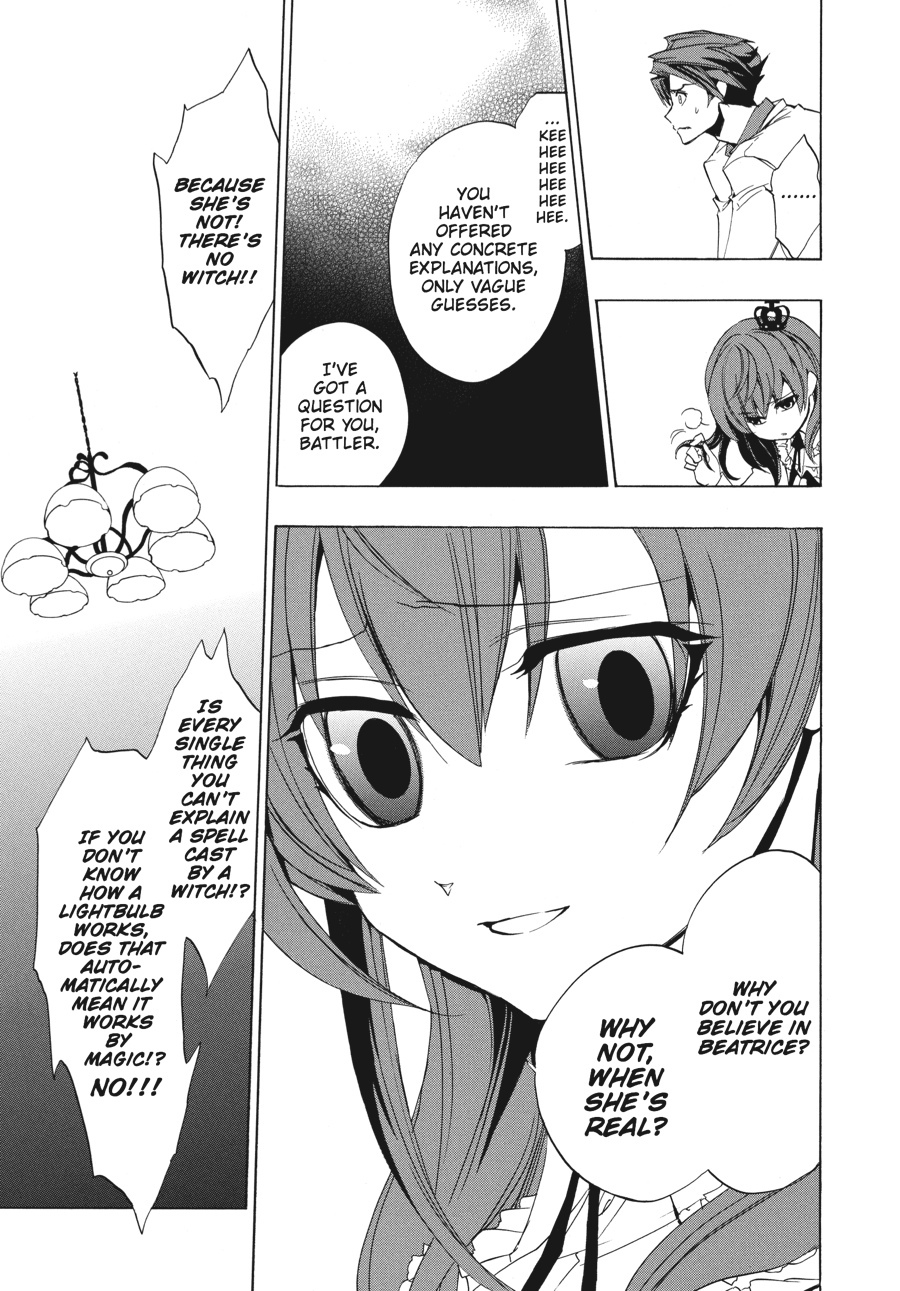 ......
...
KEE
HEE
HEE
HEE
HEE
HEE.
YOU
HAVEN'T
OFFERED
ANY CONCRETE
EXPLANATIONS,
ONLY VAGUE
GUESSES.
I'VE
GOT A
QUESTION
FOR YOU,
BATTLER.
WHY
DON'T YOU
BELIEVE IN
BEATRICE?
WHY
NOT,
WHEN
SHE'S
REAL?
BECAUSE
SHE'S
NOT!
THERE'S
NO
WITCH!!
IS
EVERY
SINGLE
THING
YOU
CAN'T
EXPLAIN
A SPELL
CAST
BY A
WITCH!?
IF YOU
DON'T
KNOW
HOW A
LIGHTBULB
WORKS,
DOES THAT
AUTO-
MATICALLY
MEAN IT
WORKS
BY
MAGIC!?
NO!!!